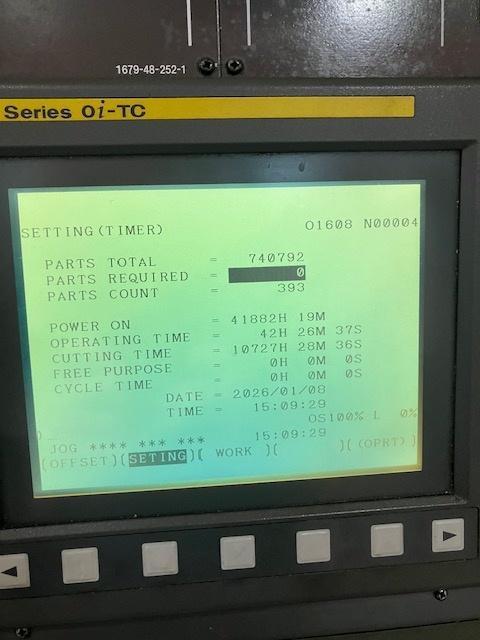 1679-48-252-1
Series 0i-TC
SETTING(TIMER) O1608 N00004
PARTS TOTAL = 740792
PARTS REQUIRED = 0
PARTS COUNT = 393
POWER ON = 41882H 19M
OPERATING TIME = 42H 26M 37S
CUTTING TIME = 10727H 28M 36S
FREE PURPOSE = 0H 0M 0S
CYCLE TIME = 0H 0M 0S
DATE = 2026/01/08
TIME = 15:09:29
OS100% L 0%
JOG **** *** *** 15:09:29
(OFFSET)(SETING)( WORK )( )( (OPRT) )